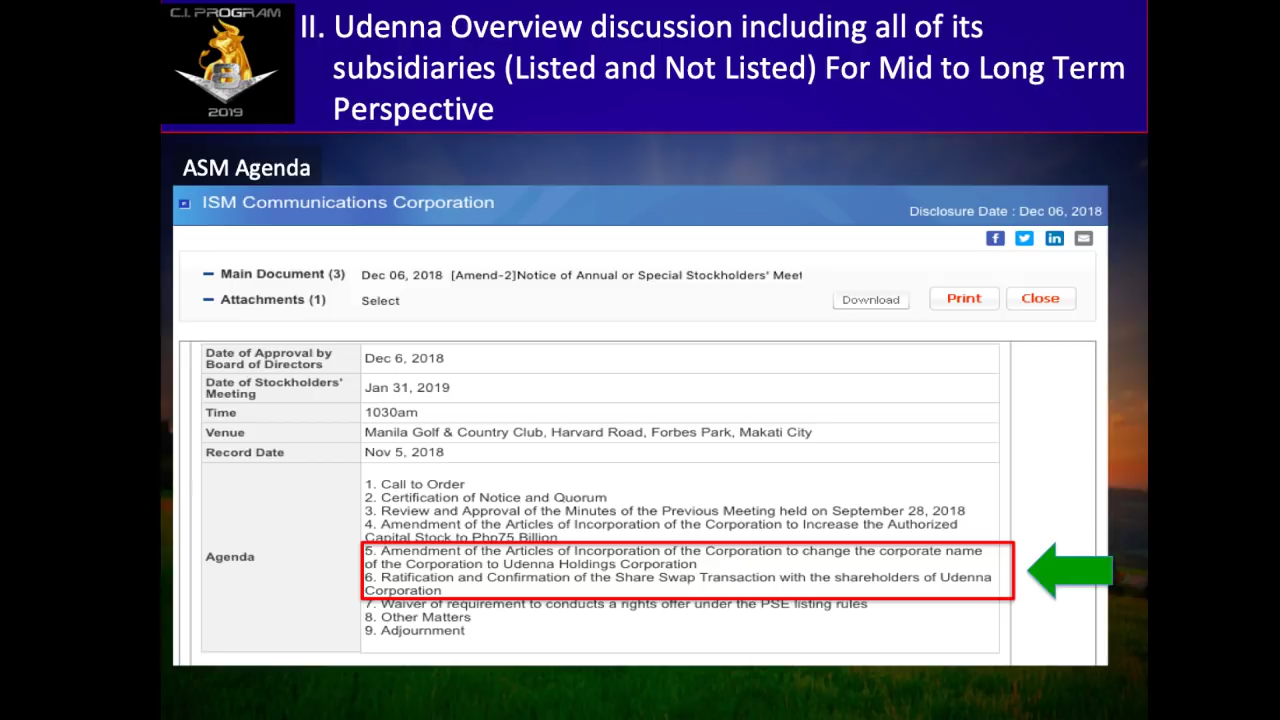 C.I. PROGRAM
8
2019
II. Udenna Overview discussion including all of its
subsidiaries (Listed and Not Listed) For Mid to Long Term
Perspective
ASM Agenda
ISM Communications Corporation
Disclosure Date : Dec 06, 2018
Main Document (3) Dec 06, 2018 [Amend-2]Notice of Annual or Special Stockholders' Meet
Attachments (1) Select
Download Print Close
Date of Approval by
Board of Directors
Dec 6, 2018
Date of Stockholders'
Meeting
Jan 31, 2019
Time 1030am
Venue Manila Golf & Country Club, Harvard Road, Forbes Park, Makati City
Record Date Nov 5, 2018
Agenda
1. Call to Order
2. Certification of Notice and Quorum
3. Review and Approval of the Minutes of the Previous Meeting held on September 28, 2018
4. Amendment of the Articles of Incorporation of the Corporation to Increase the Authorized
Capital Stock to Php75 Billion
5. Amendment of the Articles of Incorporation of the Corporation to change the corporate name
of the Corporation to Udenna Holdings Corporation
6. Ratification and Confirmation of the Share Swap Transaction with the shareholders of Udenna
Corporation
7. Waiver of requirement to conducts a rights offer under the PSE listing rules
8. Other Matters
9. Adjournment